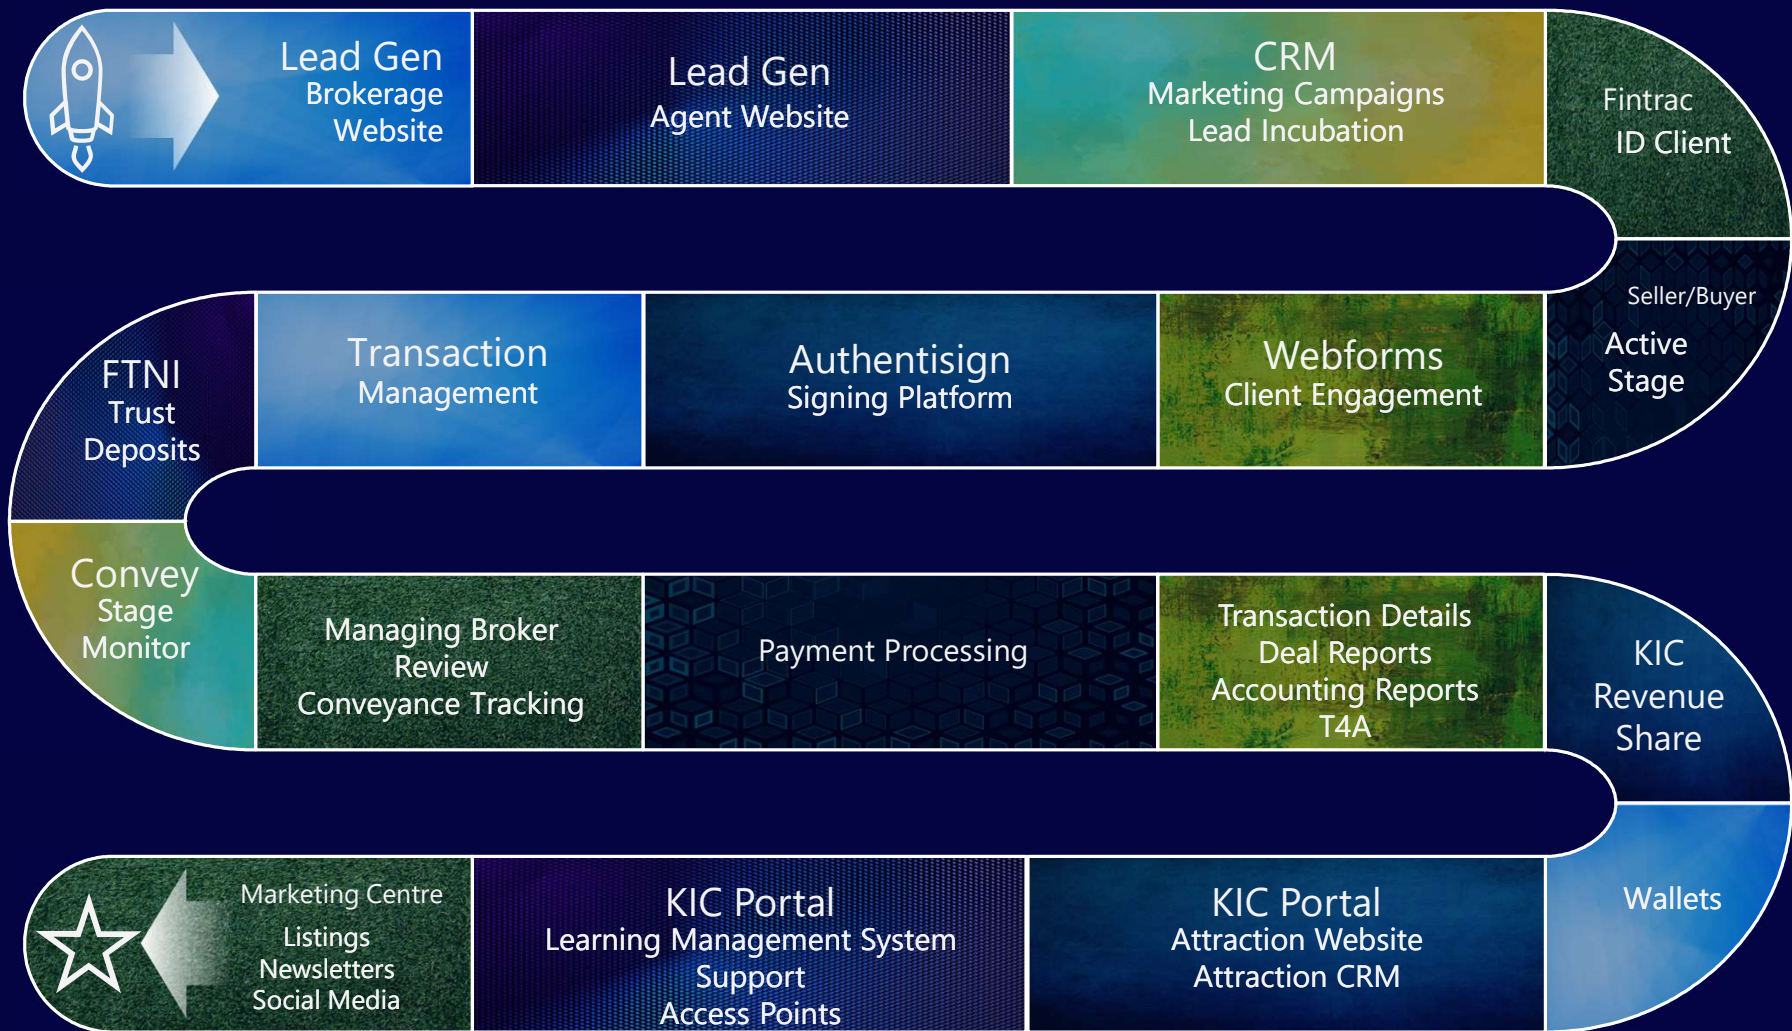 Lead Gen
Brokerage
Website
Lead Gen
Agent Website
CRM
Marketing Campaigns
Lead Incubation
Fintrac
ID Client
Seller/Buyer
Active
Stage
Webforms
Client Engagement
Authentisign
Signing Platform
Transaction
Management
FTNI
Trust
Deposits
Convey
Stage
Monitor
Managing Broker
Review
Conveyance Tracking
Payment Processing
Transaction Details
Deal Reports
Accounting Reports
T4A
KIC
Revenue
Share
Wallets
KIC Portal
Attraction Website
Attraction CRM
KIC Portal
Learning Management System
Support
Access Points
Marketing Centre
Listings
Newsletters
Social Media